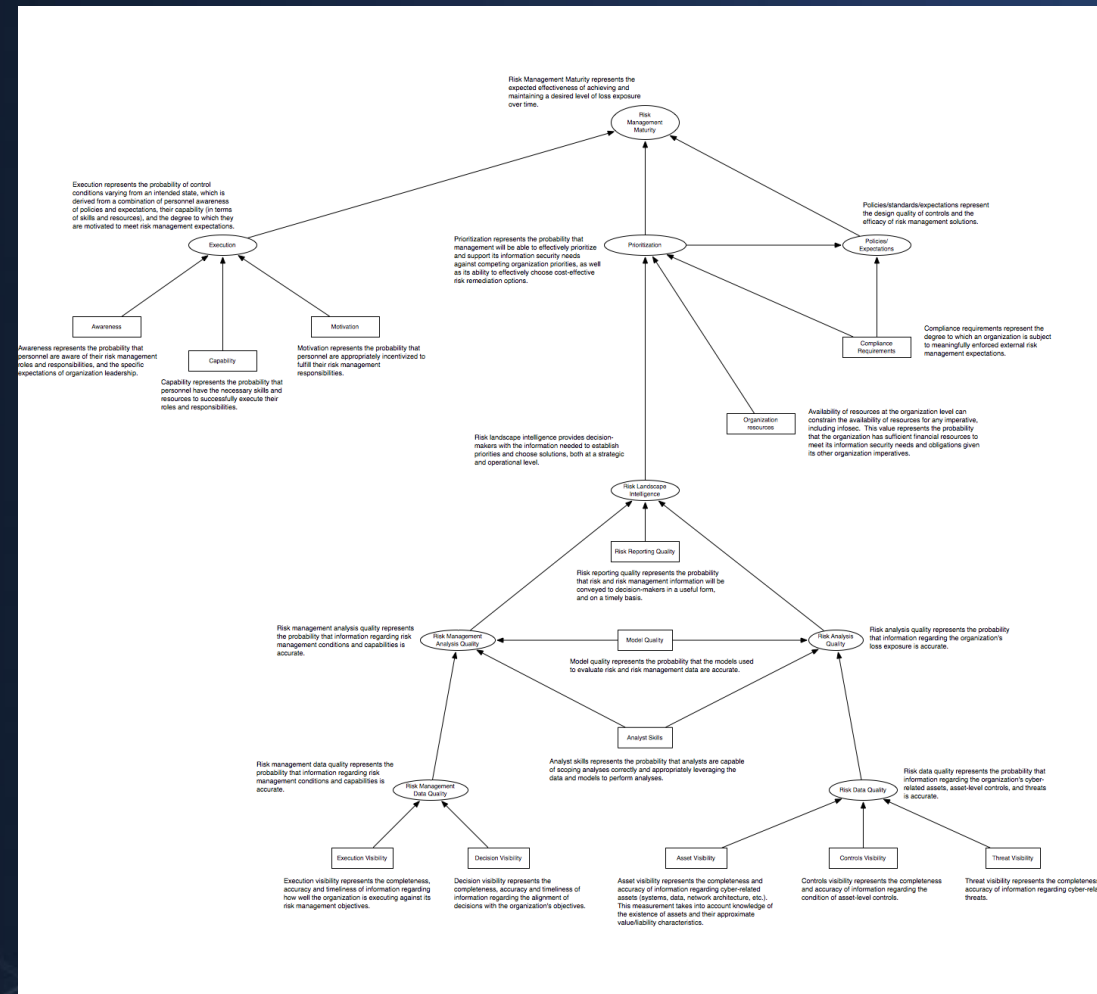 Risk Management Maturity represents the
expected effectiveness of achieving and
maintaining a desired level of loss exposure
over time.
Risk
Management
Maturity
Execution represents the probability of control
conditions varying from an intended state, which is
derived from a combination of personnel awareness
of policies and expectations, their capability (in terms
of skills and resources), and the degree to which they
are motivated to meet risk management expectations.
Policies/standards/expectations represent
the design quality of controls and the
efficacy of risk management solutions.
Execution
Prioritization represents the probability that
management will be able to effectively prioritize
and support its information security needs
against competing organization priorities, as well
as its ability to effectively choose cost-effective
risk remediation options.
Prioritization
Policies/
Expectations
Awareness
Awareness represents the probability that
personnel are aware of their risk management
roles and responsibilities, and the specific
expectations of organization leadership.
Capability
Capability represents the probability that
personnel have the necessary skills and
resources to successfully execute their
roles and responsibilities.
Motivation
Motivation represents the probability that
personnel are appropriately incentivized to
fulfill their risk management
responsibilities.
Compliance
Requirements
Compliance requirements represent the
degree to which an organization is subject
to meaningfully enforced external risk
management expectations.
Organization
resources
Availability of resources at the organization level can
constrain the availability of resources for any imperative,
including infosec. This value represents the probability
that the organization has sufficient financial resources to
meet its information security needs and obligations given
its other organization imperatives.
Risk landscape intelligence provides decision-
makers with the information needed to establish
priorities and choose solutions, both at a strategic
and operational level.
Risk Landscape
Intelligence
Risk Reporting Quality
Risk reporting quality represents the probability
that risk and risk management information will be
conveyed to decision-makers in a useful form,
and on a timely basis.
Risk management analysis quality represents
the probability that information regarding risk
management conditions and capabilities is
accurate.
Risk Management
Analysis Quality
Model Quality
Model quality represents the probability that the models used
to evaluate risk and risk management data are accurate.
Risk Analysis
Quality
Risk analysis quality represents the probability
that information regarding the organization's
loss exposure is accurate.
Analyst Skills
Analyst skills represents the probability that analysts are capable
of scoping analyses correctly and appropriately leveraging the
data and models to perform analyses.
Risk management data quality represents the
probability that information regarding risk
management conditions and capabilities is
accurate.
Risk Management
Data Quality
Risk Data Quality
Risk data quality represents the probability that
information regarding the organization's cyber-
related assets, asset-level controls, and threats
is accurate.
Execution Visibility
Execution visibility represents the completeness,
accuracy and timeliness of information regarding
how well the organization is executing against its
risk management objectives.
Decision Visibility
Decision visibility represents the
completeness, accuracy and timeliness of
information regarding the alignment of
decisions with the organization's objectives.
Asset Visibility
Asset visibility represents the completeness and
accuracy of information regarding cyber-related
assets (systems, data, network architecture, etc.).
This measurement takes into account knowledge of
the existence of assets and their approximate
value/liability characteristics.
Controls Visibility
Controls visibility represents the completeness
and accuracy of information regarding the
condition of asset-level controls.
Threat Visibility
Threat visibility represents the completeness
accuracy of information regarding cyber-rela
threats.